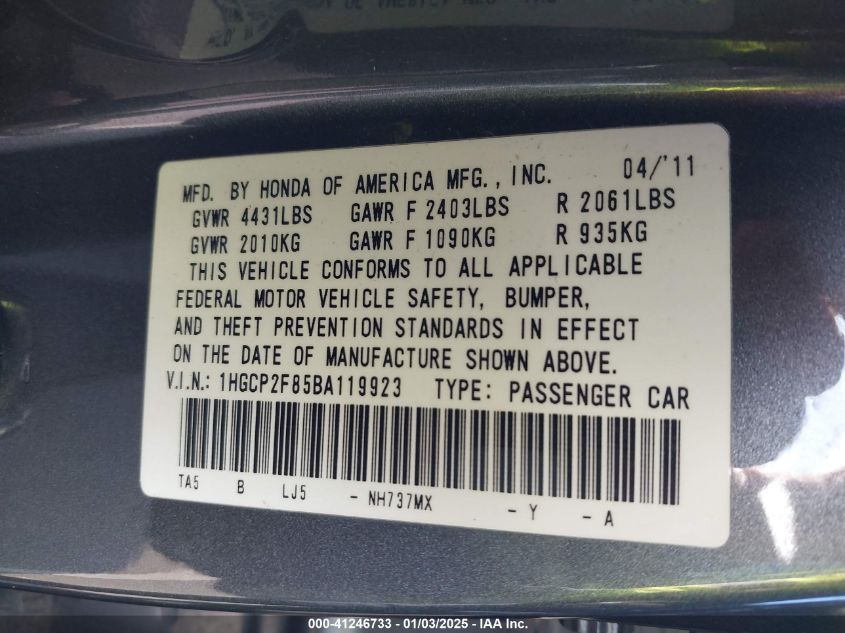 MFD. BY HONDA OF AMERICA MFG., INC. 04/'11
GVWR 4431LBS GAWR F 2403LBS R 2061LBS
GVWR 2010KG GAWR F 1090KG R 935KG
THIS VEHICLE CONFORMS TO ALL APPLICABLE
FEDERAL MOTOR VEHICLE SAFETY, BUMPER,
AND THEFT PREVENTION STANDARDS IN EFFECT
ON THE DATE OF MANUFACTURE SHOWN ABOVE.
V.I.N.: 1HGCP2F85BA119923 TYPE: PASSENGER CAR
TA5 B LJ5 - NH737MX - Y - A
000-41246733 - 01/03/2025 - IAA Inc.